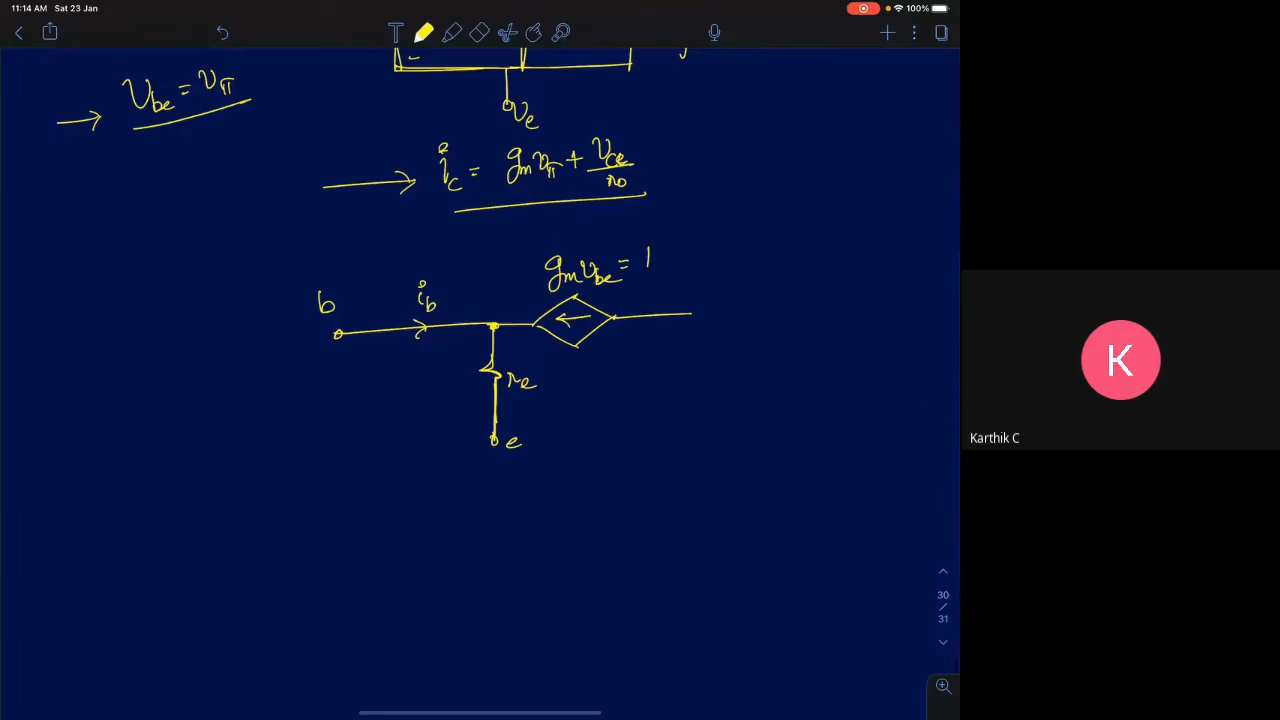 11:14 AM Sat 23 Jan
100%
T
v_e
→ v_be = v_π
→ i_c = g_m v_π + v_ce/r_o
g_m v_be = 1
b
i_b
r_e
e
K
Karthik C
30
/
31